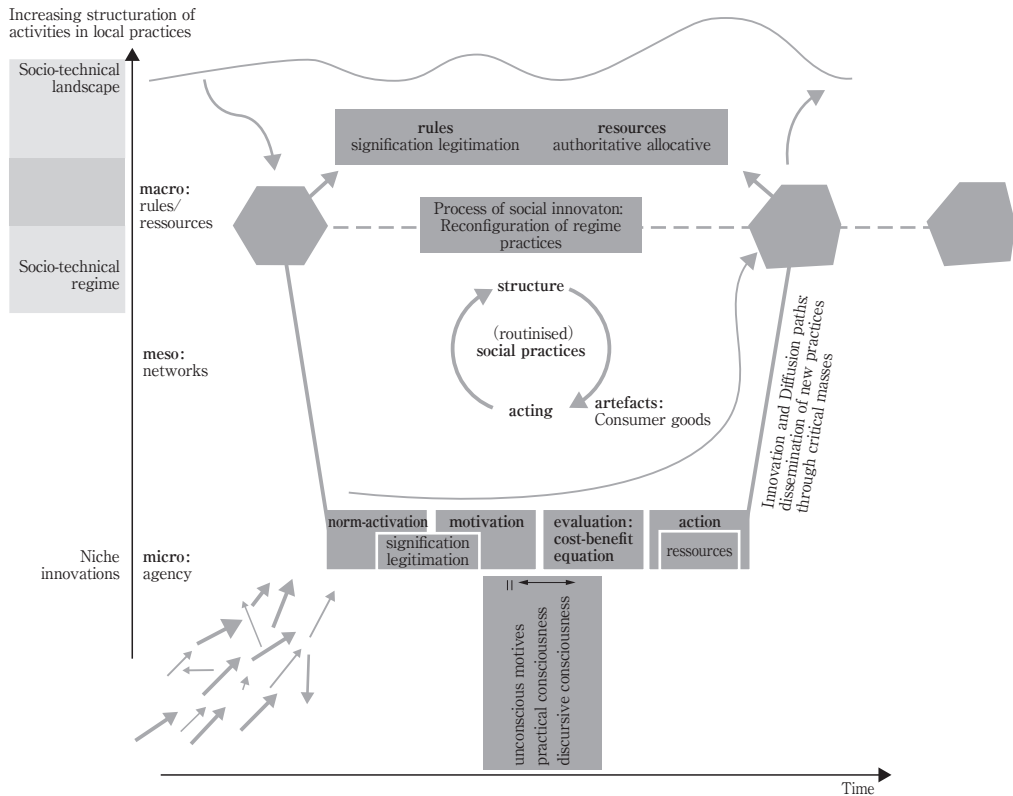 Increasing structuration of
activities in local practices
Socio-technical
landscape
rules
signification legitimation
resources
authoritative allocative
macro:
rules/
ressources
Process of social innovaton:
Reconfiguration of regime
practices
Socio-technical
regime
structure
(routinised)
social practices
acting
artefacts:
Consumer goods
meso:
networks
Innovation and Diffusion paths:
dissemination of new practices
through critical masses
norm-activation
motivation
signification
legitimation
evaluation:
cost-benefit
equation
action
ressources
Niche
innovations
micro:
agency
=
unconscious motives
practical consciousness
discursive consciousness
Time